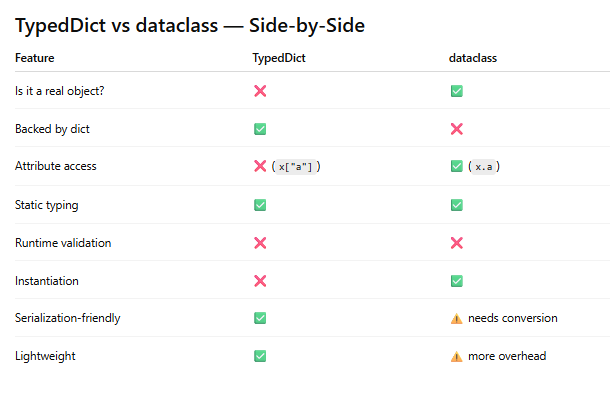 TypedDict vs dataclass — Side-by-Side
Feature TypedDict dataclass
Is it a real object? ❌ ✅
Backed by dict ✅ ❌
Attribute access ❌ (x["a"]) ✅ (x.a)
Static typing ✅ ✅
Runtime validation ❌ ❌
Instantiation ❌ ✅
Serialization-friendly ✅ ⚠️ needs conversion
Lightweight ✅ ⚠️ more overhead